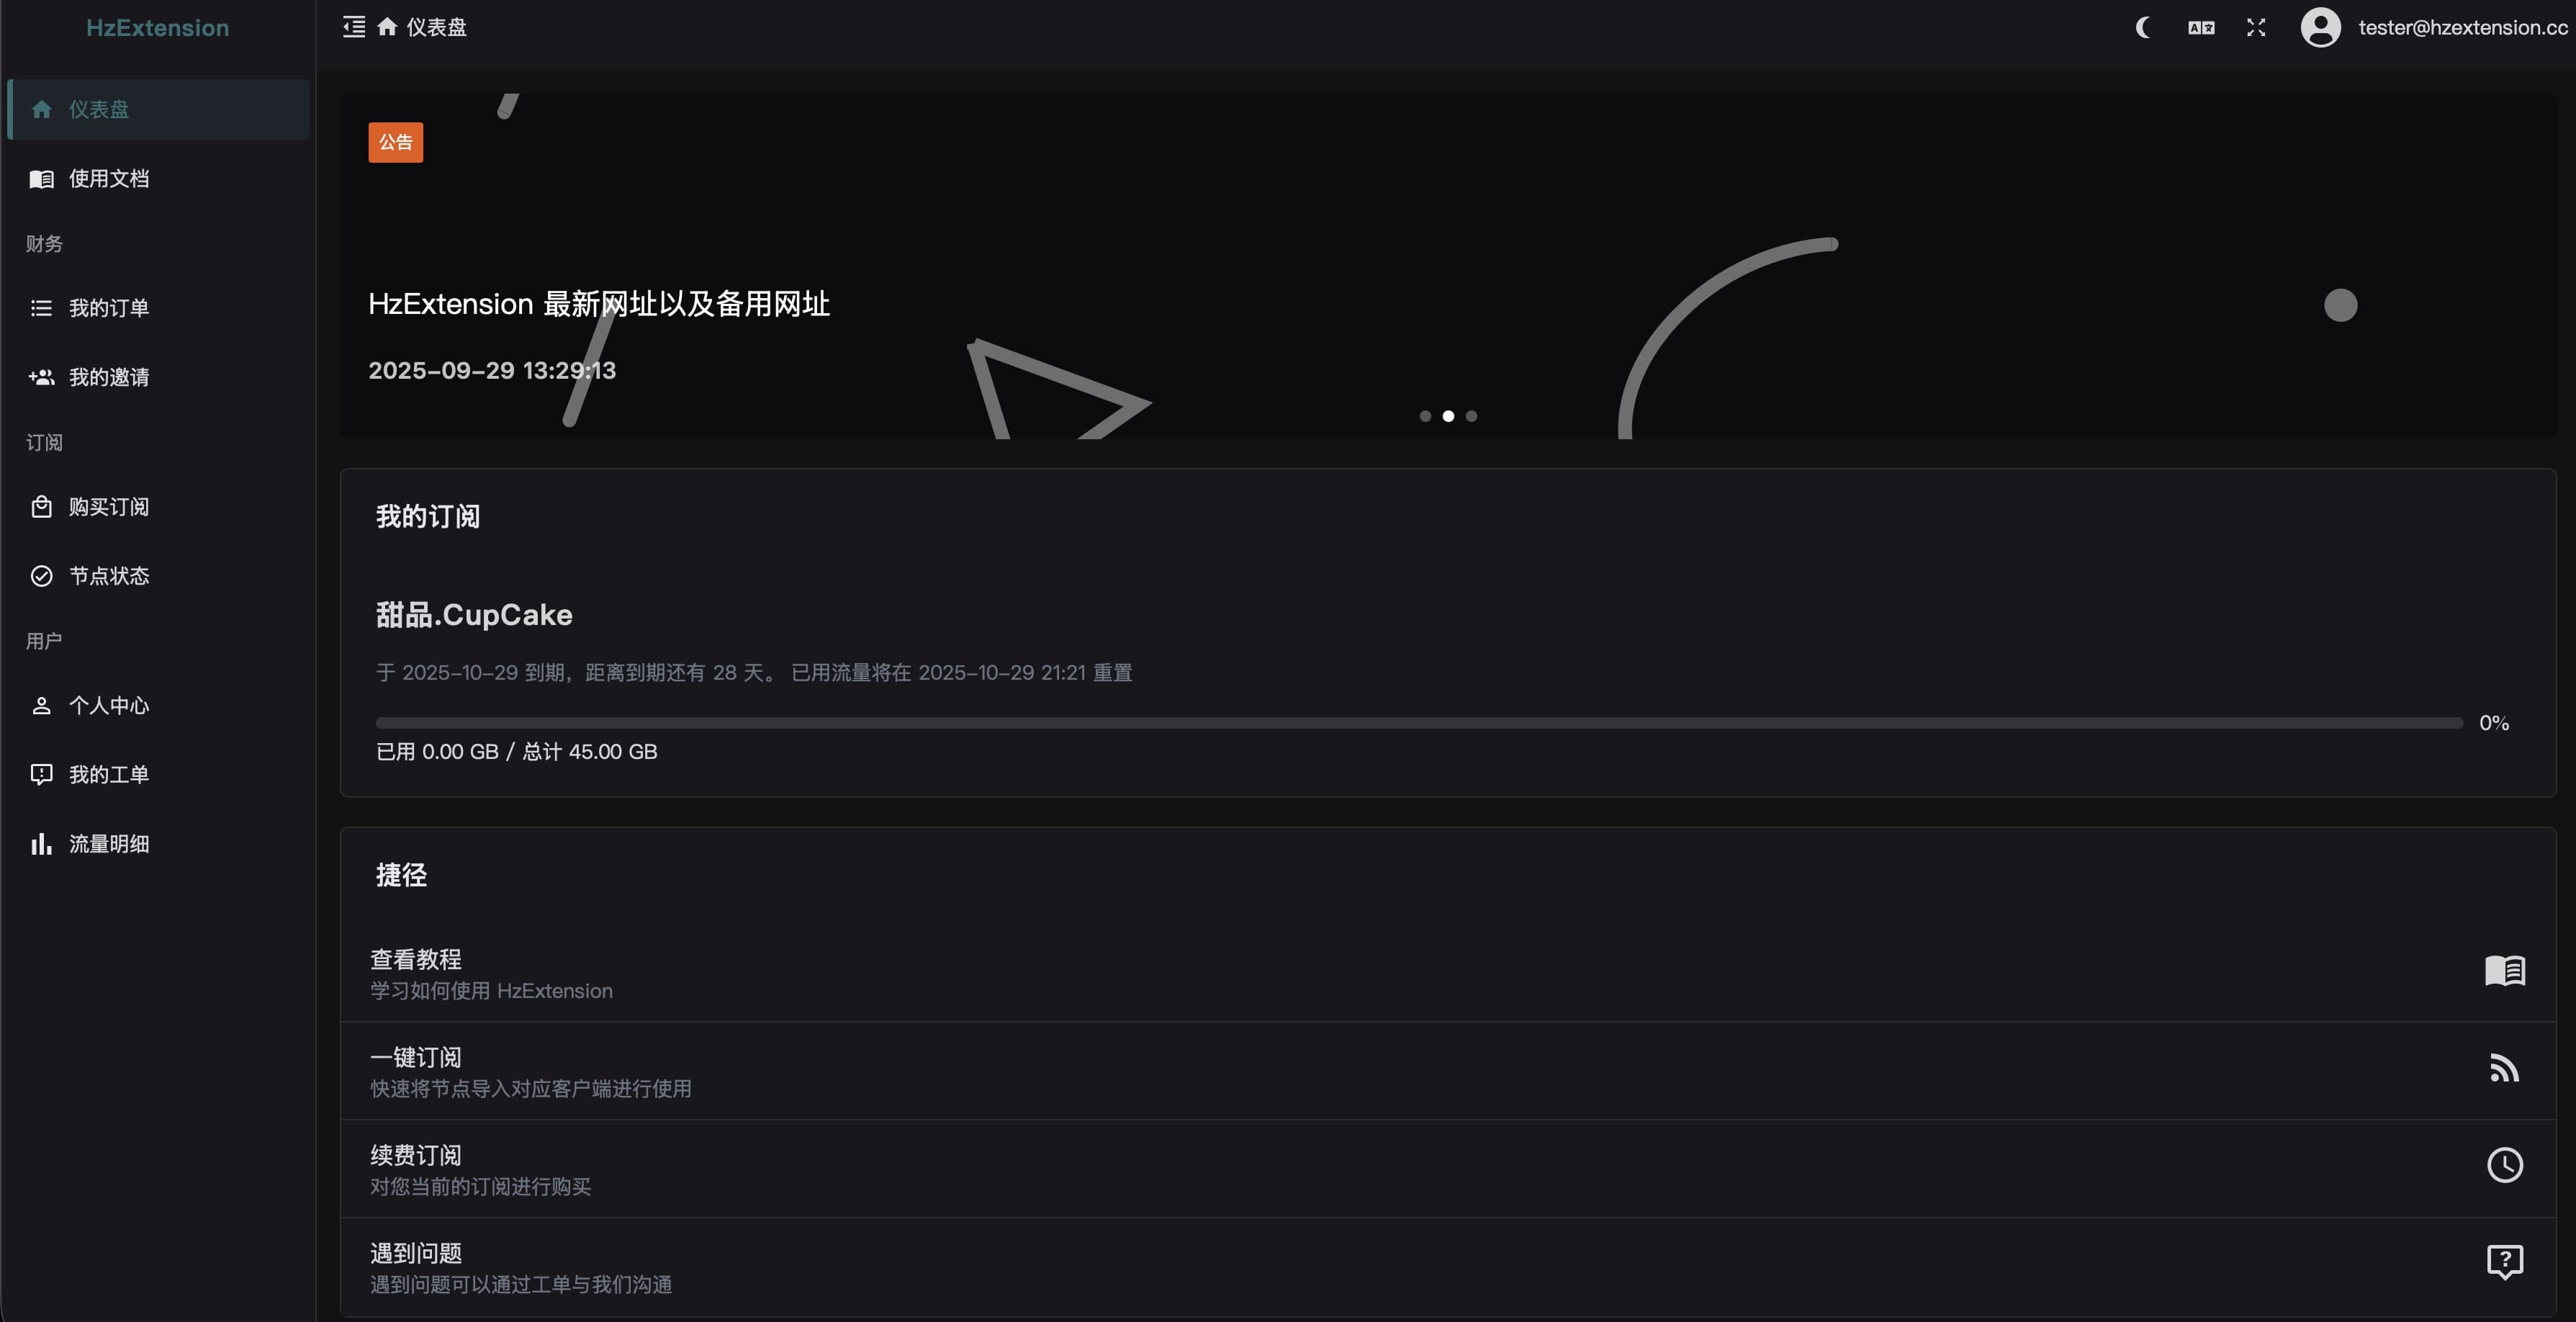 HzExtension
仪表盘
tester@hzextension.cc
仪表盘
使用文档
财务
我的订单
我的邀请
订阅
购买订阅
节点状态
用户
个人中心
我的工单
流量明细
公告
HzExtension 最新网址以及备用网址
2025-09-29 13:29:13
我的订阅
甜品.CupCake
于 2025-10-29 到期，距离到期还有 28 天。 已用流量将在 2025-10-29 21:21 重置
0%
已用 0.00 GB / 总计 45.00 GB
捷径
查看教程
学习如何使用 HzExtension
一键订阅
快速将节点导入对应客户端进行使用
续费订阅
对您当前的订阅进行购买
遇到问题
遇到问题可以通过工单与我们沟通